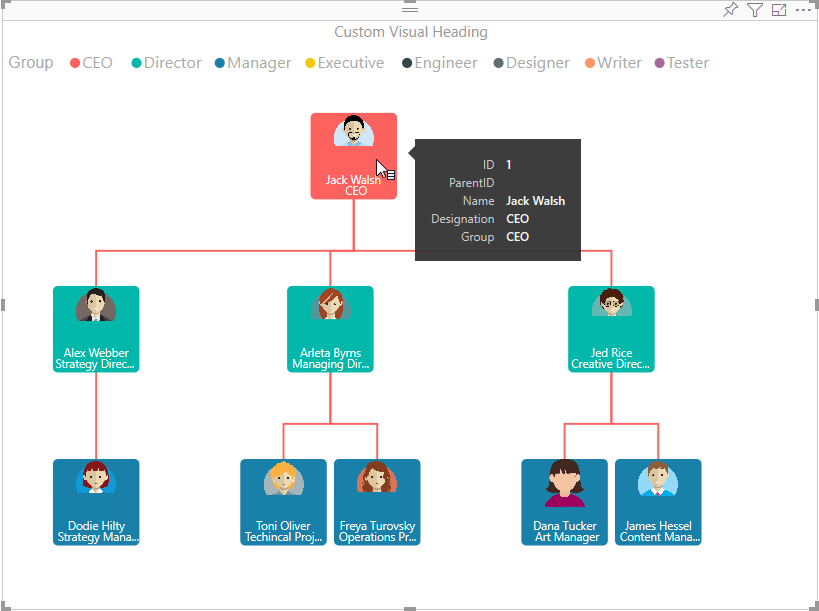 Custom Visual Heading
Group CEO Director Manager Executive Engineer Designer Writer Tester
Jack Walsh
CEO
ID 1
ParentID
Name Jack Walsh
Designation CEO
Group CEO
Alex Webber
Strategy Direc...
Arleta Byrns
Managing Dir...
Jed Rice
Creative Direc...
Dodie Hilty
Strategy Mana...
Toni Oliver
Techincal Proj...
Freya Turovsky
Operations Pr...
Dana Tucker
Art Manager
James Hessel
Content Mana...